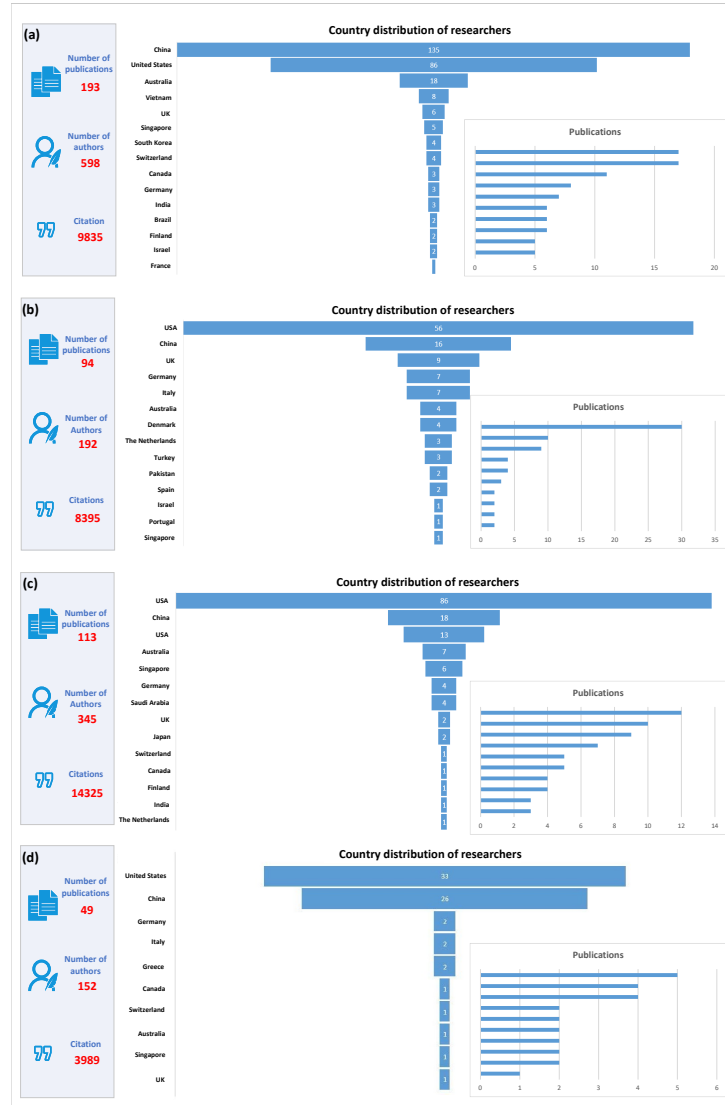 (a)
Country distribution of researchers
Number of
publications
193
Number of
authors
598
Citation
9835
China
135
United States
86
Australia
18
Vietnam
8
UK
6
Singapore
5
South Korea
4
Switzerland
4
Canada
3
Germany
3
India
3
Brazil
2
Finland
2
Israel
2
France
Publications
0 5 10 15 20
(b)
Country distribution of researchers
Number of
publications
94
Number of
Authors
192
Citations
8395
USA
56
China
16
UK
9
Germany
7
Italy
7
Australia
4
Denmark
4
The Netherlands
3
Turkey
3
Pakistan
2
Spain
2
Israel
1
Portugal
1
Singapore
1
Publications
0 5 10 15 20 25 30 35
(c)
Country distribution of researchers
Number of
publications
113
Number of
Authors
345
Citations
14325
USA
86
China
18
USA
13
Australia
7
Singapore
6
Germany
4
Saudi Arabia
4
UK
2
Japan
2
Switzerland
1
Canada
1
Finland
1
India
1
The Netherlands
1
Publications
0 2 4 6 8 10 12 14
(d)
Country distribution of researchers
Number of
publications
49
Number of
authors
152
Citation
3989
United States
33
China
26
Germany
2
Italy
2
Greece
2
Canada
1
Switzerland
1
Australia
1
Singapore
1
UK
1
Publications
0 1 2 3 4 5 6